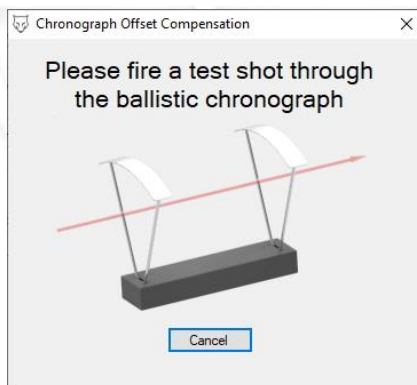 Chronograph Offset Compensation
Please fire a test shot through
the ballistic chronograph
Cancel